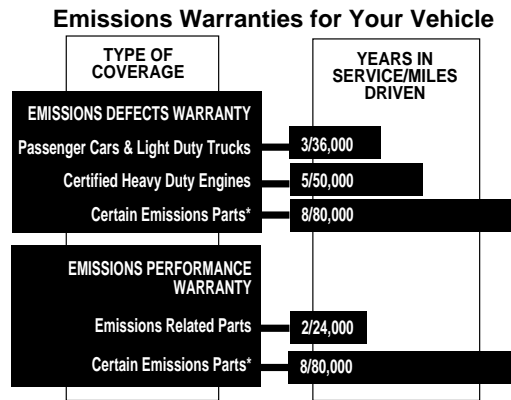 Emissions Warranties for Your Vehicle
TYPE OF
COVERAGE
YEARS IN
SERVICE/MILES
DRIVEN
EMISSIONS DEFECTS WARRANTY
Passenger Cars & Light Duty Trucks 3/36,000
Certified Heavy Duty Engines 5/50,000
Certain Emissions Parts* 8/80,000
EMISSIONS PERFORMANCE
WARRANTY
Emissions Related Parts 2/24,000
Certain Emissions Parts* 8/80,000